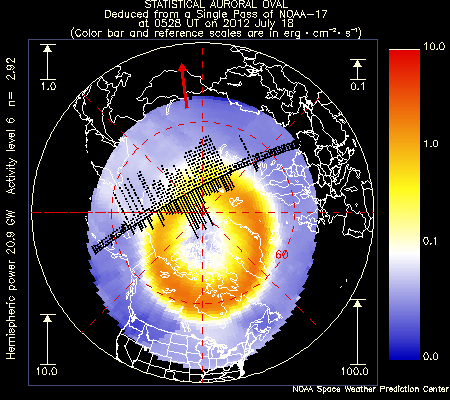 STATISTICAL AURORAL OVAL
Deduced from a Single Pass of NOAA-17
at 0528 UT on 2012 July 18
(Color bar and reference scales are in erg · cm⁻² · s⁻¹)
Hemispheric power 20.9 GW Activity level 6 n= 2.92
1.0
0.1
10.0
100.0
60
10.0
1.0
0.1
0.0
NOAA Space Weather Prediction Center